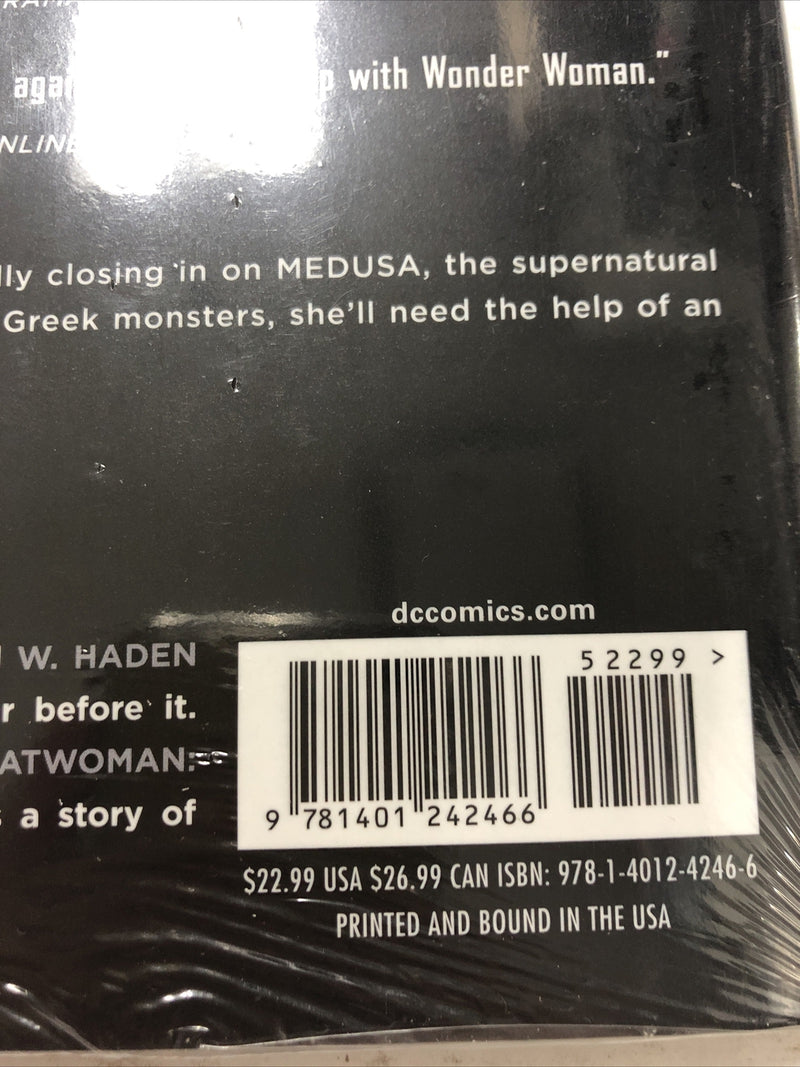 with Wonder Woman."
closing in on MEDUSA, the supernatural
Greek monsters, she'll need the help of an
dccomics.com
W. HADEN
before it.
a story of
5 2299 >
9 781401 242466
$22.99 USA $26.99 CAN ISBN: 978-1-4012-4246-6
PRINTED AND BOUND IN THE USA